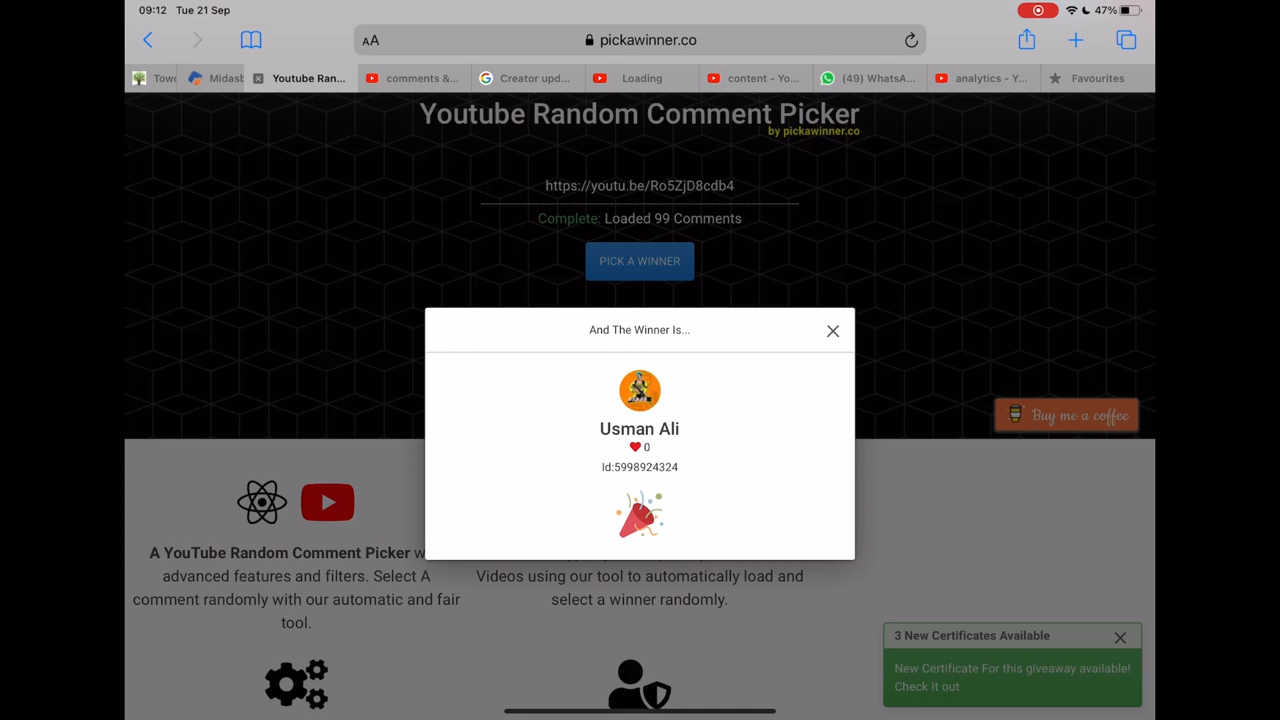 09:12 Tue 21 Sep
47%
AA
pickawinner.co
Midasb
Youtube Ran...
comments &...
Creator upd...
Loading
content - Yo...
(49) WhatsA...
analytics - Y...
Favourites
Youtube Random Comment Picker
by pickawinner.co
https://youtu.be/Ro5ZjD8cdb4
Complete: Loaded 99 Comments
PICK A WINNER
And The Winner Is...
Usman Ali
0
Id:5998924324
Buy me a coffee
A YouTube Random Comment Picker
advanced features and filters. Select A
comment randomly with our automatic and fair
tool.
Videos using our tool to automatically load and
select a winner randomly.
3 New Certificates Available
New Certificate For this giveaway available!
Check It out